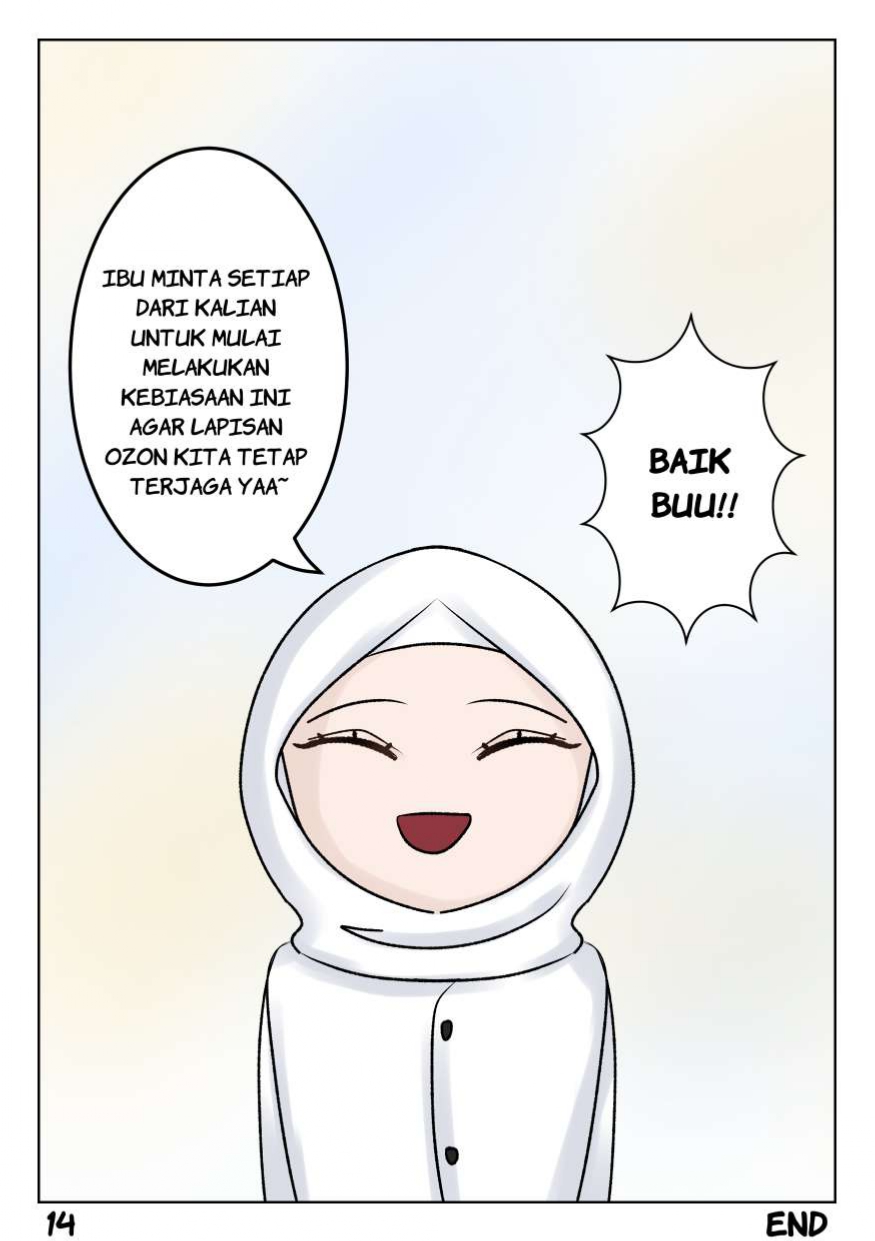 IBU MINTA SETIAP
DARI KALIAN
UNTUK MULAI
MELAKUKAN
KEBIASAAN INI
AGAR LAPISAN
OZON KITA TETAP
TERJAGA YAA~
BAIK
BUU!!
14
END